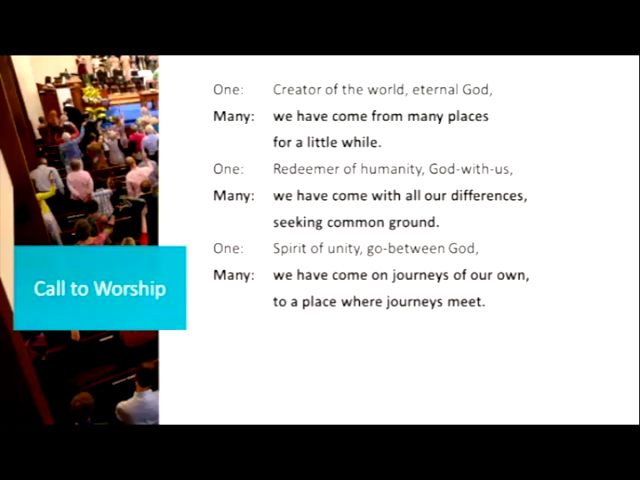 One: Creator of the world, eternal God,
Many: we have come from many places
for a little while.
One: Redeemer of humanity, God-with-us,
Many: we have come with all our differences,
seeking common ground.
One: Spirit of unity, go-between God,
Many: we have come on journeys of our own,
to a place where journeys meet.
Call to Worship